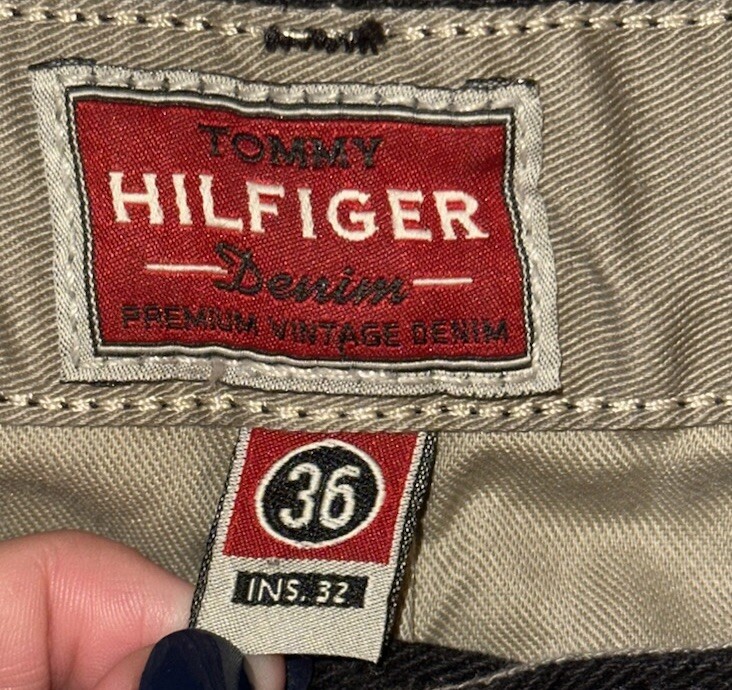 TOMMY
HILFIGER
Denim
PREMIUM VINTAGE DENIM
36
INS. 32